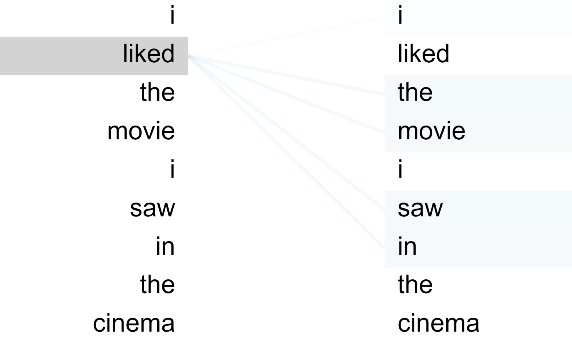 i i
liked liked
the the
movie movie
i i
saw saw
in in
the the
cinema cinema